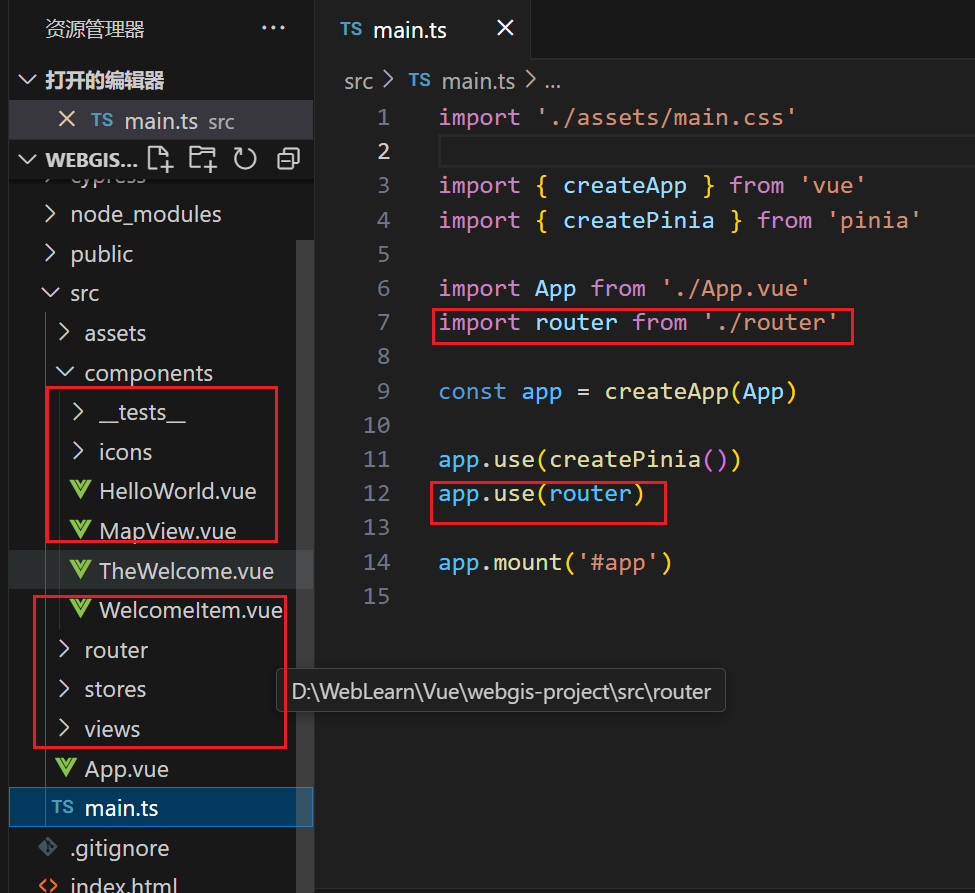 资源管理器
···
打开的编辑器
TS main.ts src
WEBGIS...
cypress
node_modules
public
src
assets
components
__tests__
icons
HelloWorld.vue
MapView.vue
TheWelcome.vue
WelcomeItem.vue
router
stores
views
App.vue
TS main.ts
.gitignore
index.html
TS main.ts
src > TS main.ts > ...
1 import './assets/main.css'
2
3 import { createApp } from 'vue'
4 import { createPinia } from 'pinia'
5
6 import App from './App.vue'
7 import router from './router'
8
9 const app = createApp(App)
10
11 app.use(createPinia())
12 app.use(router)
13
14 app.mount('#app')
15
D:\WebLearn\Vue\webgis-project\src\router